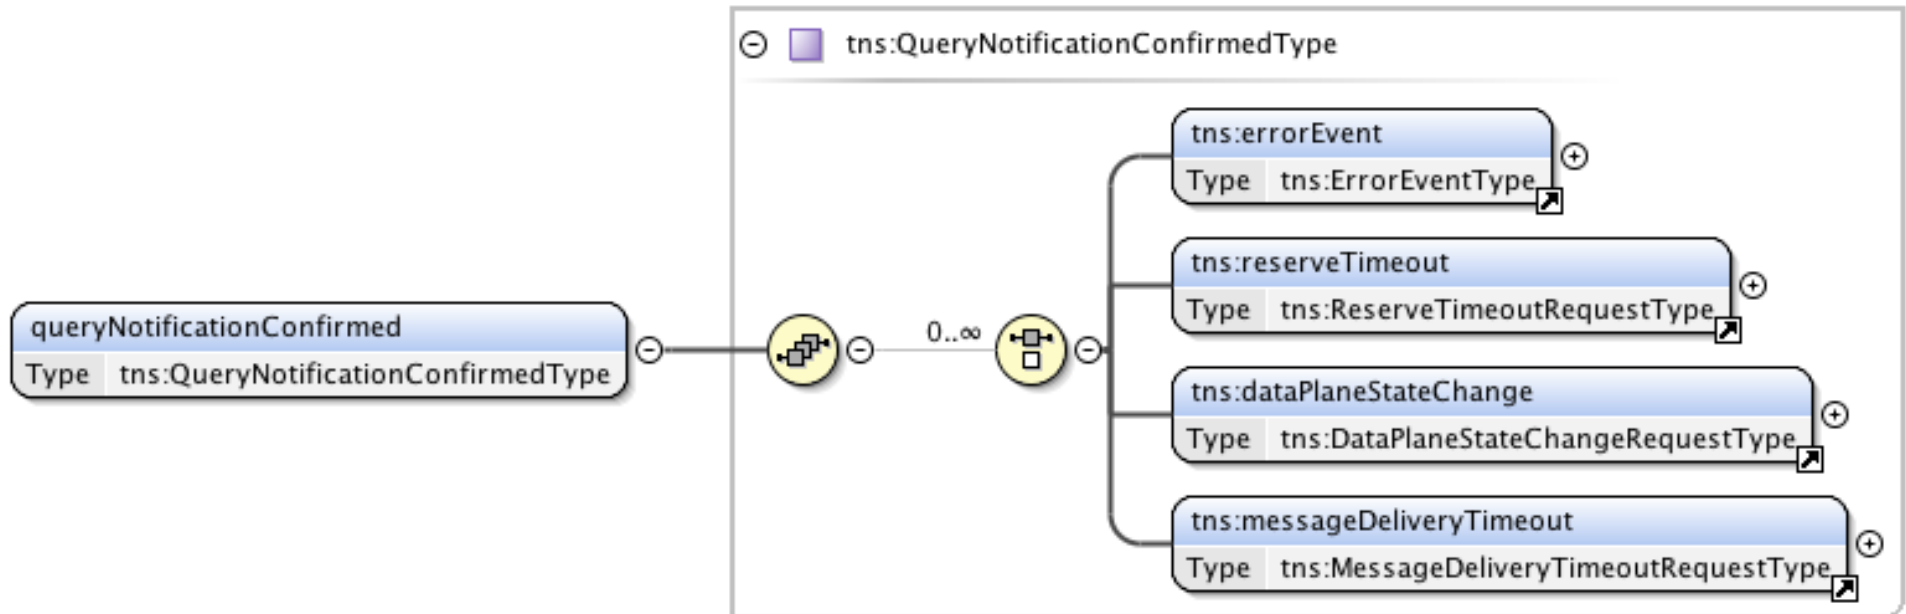 tns:QueryNotificationConfirmedType
tns:errorEvent
Type tns:ErrorEventType
tns:reserveTimeout
Type tns:ReserveTimeoutRequestType
queryNotificationConfirmed
Type tns:QueryNotificationConfirmedType
0..∞
tns:dataPlaneStateChange
Type tns:DataPlaneStateChangeRequestType
tns:messageDeliveryTimeout
Type tns:MessageDeliveryTimeoutRequestType